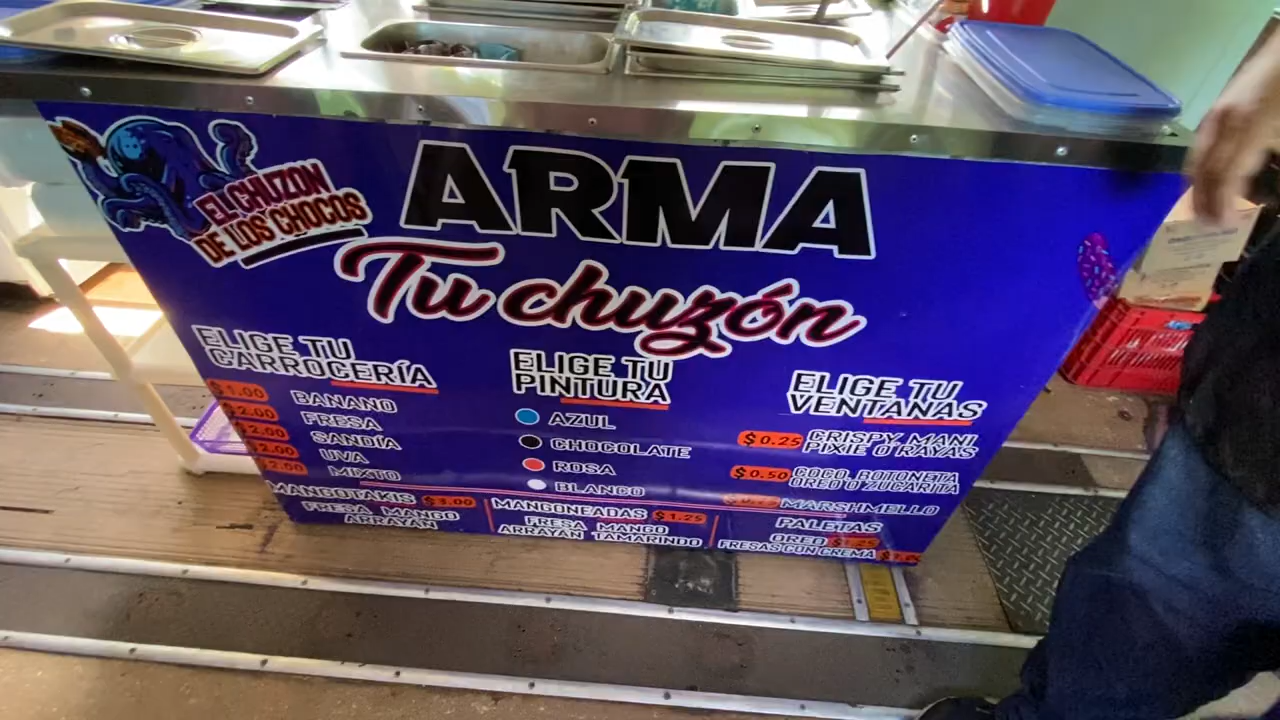 EL CHUZON
DE LOS CHOCOS
ARMA
Tu chuzón
ELIGE TU
CARROCERÍA
$1.00 BANANO
$2.00 FRESA
$2.00 SANDÍA
$2.00 UVA
$2.00 MIXTO
ELIGE TU
PINTURA
AZUL
CHOCOLATE
ROSA
BLANCO
ELIGE TU
VENTANAS
$0.25 CRISPY, MANI
PIXIE O RAYAS
$0.50 COCO, BOTONETA
OREO O ZUCARITA
MARSHMELLO
MANGOTAKIS $3.00
FRESA MANGO
ARRAYÁN
MANGONEADAS $1.25
FRESA MANGO
ARRAYAN TAMARINDO
PALETAS
OREO $1.25
FRESAS CON CREMA